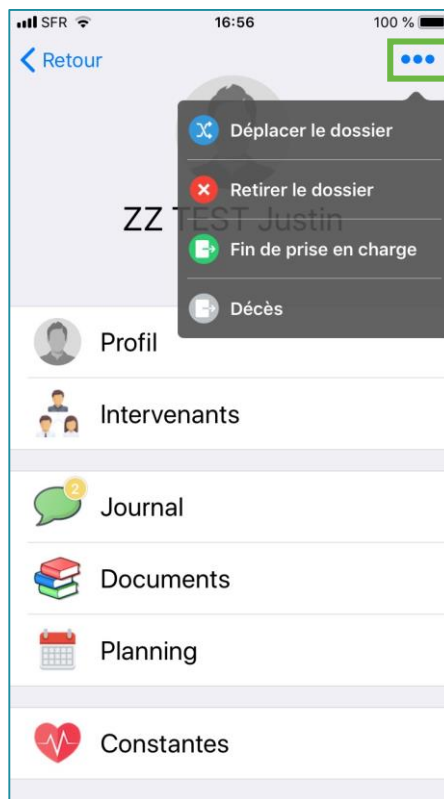 SFR 16:56 100 %
Retour
Déplacer le dossier
Retirer le dossier
ZZ TEST Justin
Fin de prise en charge
Décès
Profil
Intervenants
2
Journal
Documents
Planning
Constantes